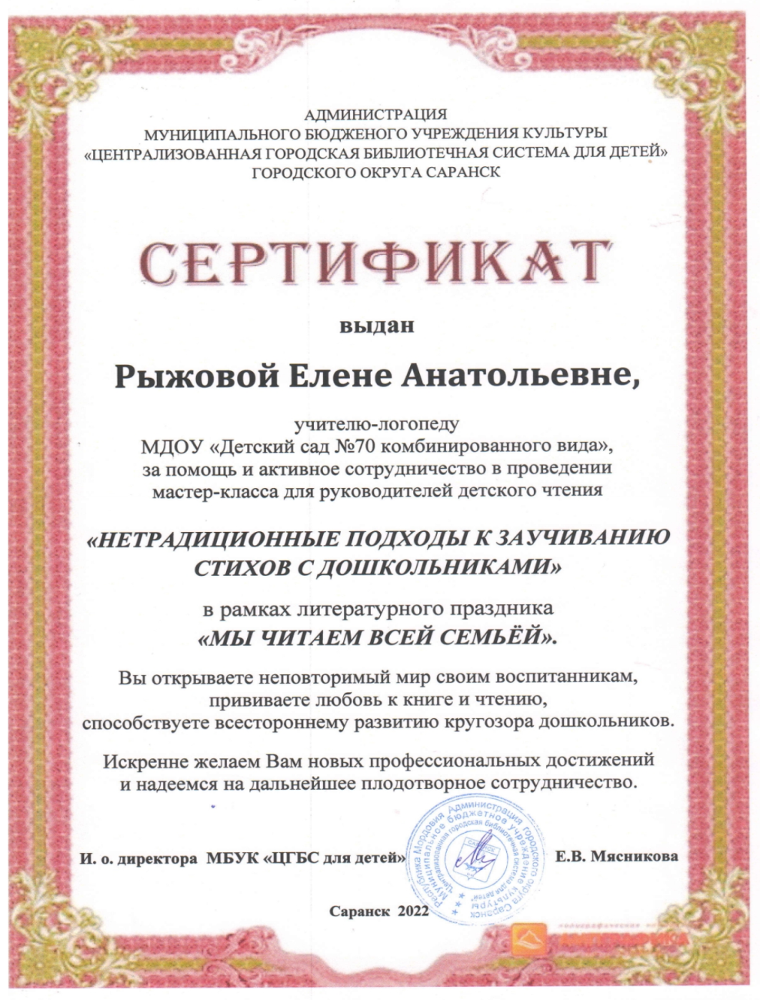 АДМИНИСТРАЦИЯ
МУНИЦИПАЛЬНОГО БЮДЖЕНОГО УЧРЕЖДЕНИЯ КУЛЬТУРЫ
«ЦЕНТРАЛИЗОВАННАЯ ГОРОДСКАЯ БИБЛИОТЕЧНАЯ СИСТЕМА ДЛЯ ДЕТЕЙ»
ГОРОДСКОГО ОКРУГА САРАНСК
СЕРТИФИКАТ
выдан
Рыжовой Елене Анатольевне,
учителю-логопеду
МДОУ «Детский сад №70 комбинированного вида»,
за помощь и активное сотрудничество в проведении
мастер-класса для руководителей детского чтения
«НЕТРАДИЦИОННЫЕ ПОДХОДЫ К ЗАУЧИВАНИЮ
СТИХОВ С ДОШКОЛЬНИКАМИ»
в рамках литературного праздника
«МЫ ЧИТАЕМ ВСЕЙ СЕМЬЁЙ».
Вы открываете неповторимый мир своим воспитанникам,
прививаете любовь к книге и чтению,
способствуете всестороннему развитию кругозора дошкольников.
Искренне желаем Вам новых профессиональных достижений
и надеемся на дальнейшее плодотворное сотрудничество.
И. о. директора МБУК «ЦГБС для детей»
Е.В. Мясникова
Республика Мордовия Администрация городского округа Саранск
Муниципальное бюджетное учреждение культуры
"Централизованная городская библиотечная система для детей"
САРАНСК
Саранск 2022